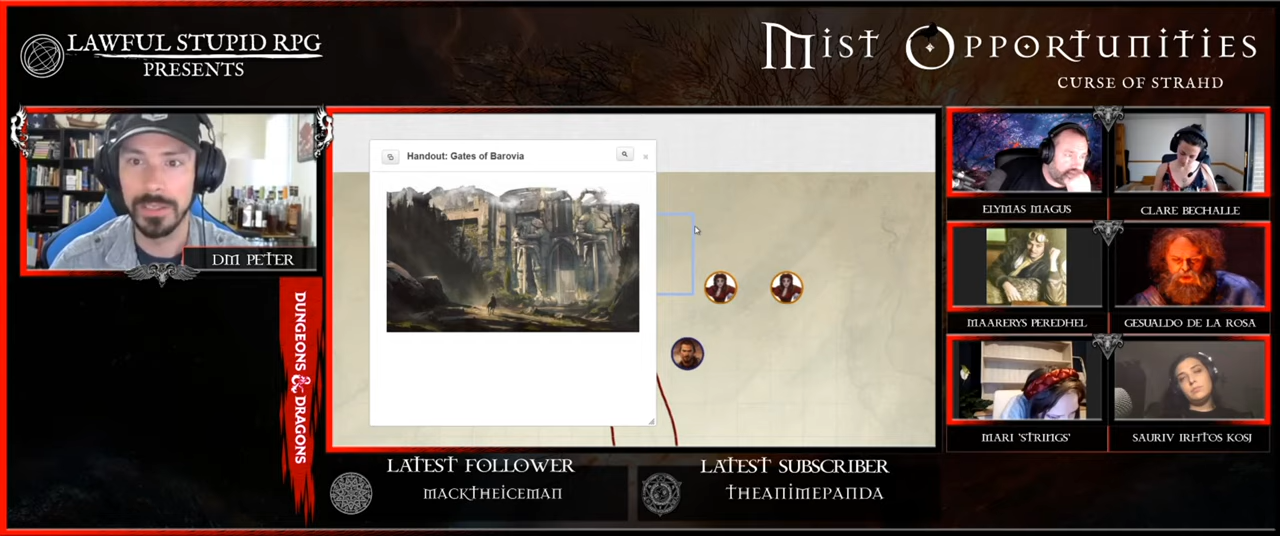 LAWFUL STUPID RPG
PRESENTS
MIST OPPORTUNITIES
CURSE OF STRAHD
DM PETER
DUNGEONS & DRAGONS
Handout: Gates of Barovia
ELYMAS MAGUS
CLARE BECHALLE
MAARERYS PEREDHEL
GESUALDO DE LA ROSA
MARI 'STRINGS'
SAURIV IRHTOS KOSJ
LATEST FOLLOWER
MACKTHEICEMAN
LATEST SUBSCRIBER
THEANIMEPANDA